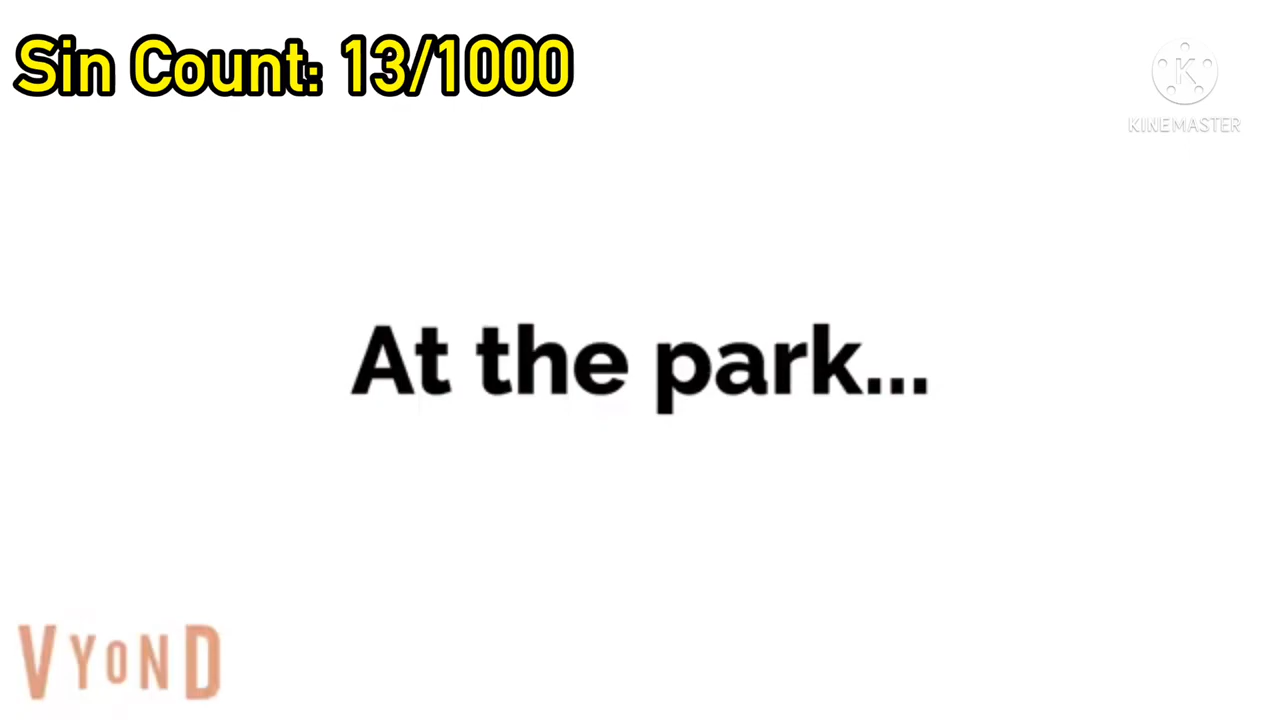 Sin Count: 13/1000
K
KINEMASTER
At the park...
VYOND